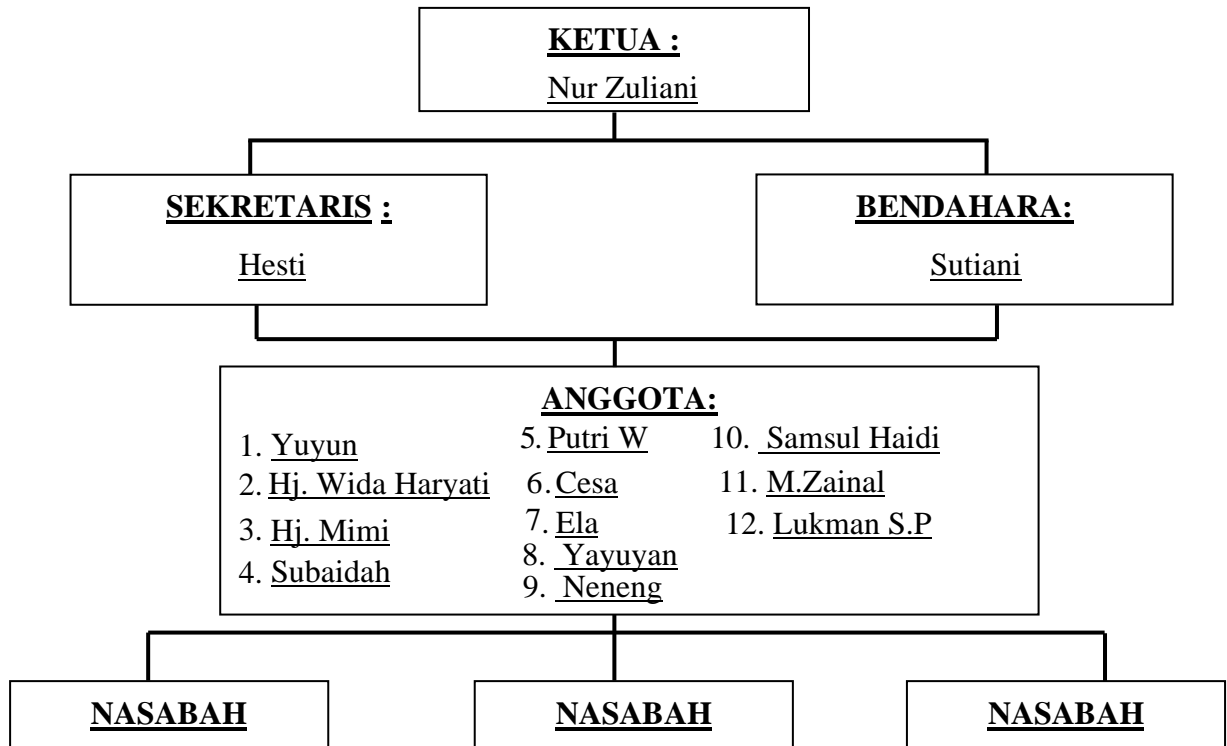 KETUA :
Nur Zuliani
SEKRETARIS :
Hesti
BENDAHARA:
Sutiani
ANGGOTA:
1. Yuyun
2. Hj. Wida Haryati
3. Hj. Mimi
4. Subaidah
5. Putri W
6. Cesa
7. Ela
8. Yayuyan
9. Neneng
10. Samsul Haidi
11. M.Zainal
12. Lukman S.P
NASABAH
NASABAH
NASABAH